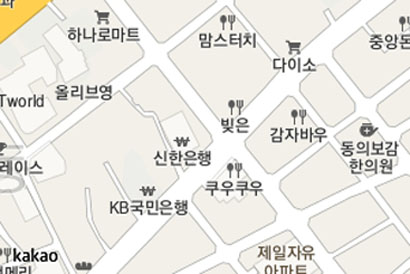 과
하나로마트
맘스터치
중앙돈
다이소
Tworld
올리브영
빚은
감자바우
동의보감
한의원
신한은행
레이스
쿠우쿠우
KB국민은행
제일자유
아파트
메리
kakao